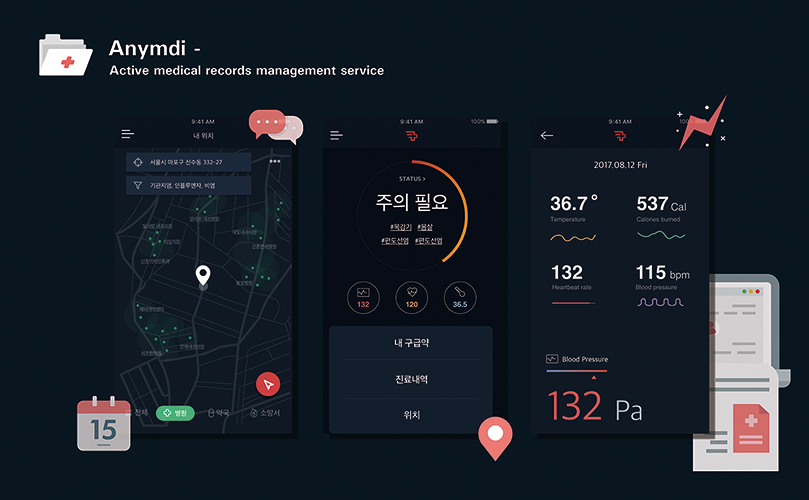 Anymdi -
Active medical records management service
9:41 AM
내 위치
서울시 마포구 신수동 332-27
기관지염, 인플루엔자, 비염
전체
병원
약국
소방서
15
9:41 AM 100%
STATUS >
주의 필요
#목감기 #몸살
#편도선염 #편도선염
132 120 36.5
내 구급약
진료내역
위치
9:41 AM
2017.08.12 Fri
36.7° 537 Cal
Temperature Calories burned
132 115 bpm
Heartbeat rate Blood pressure
Blood Pressure
132 Pa